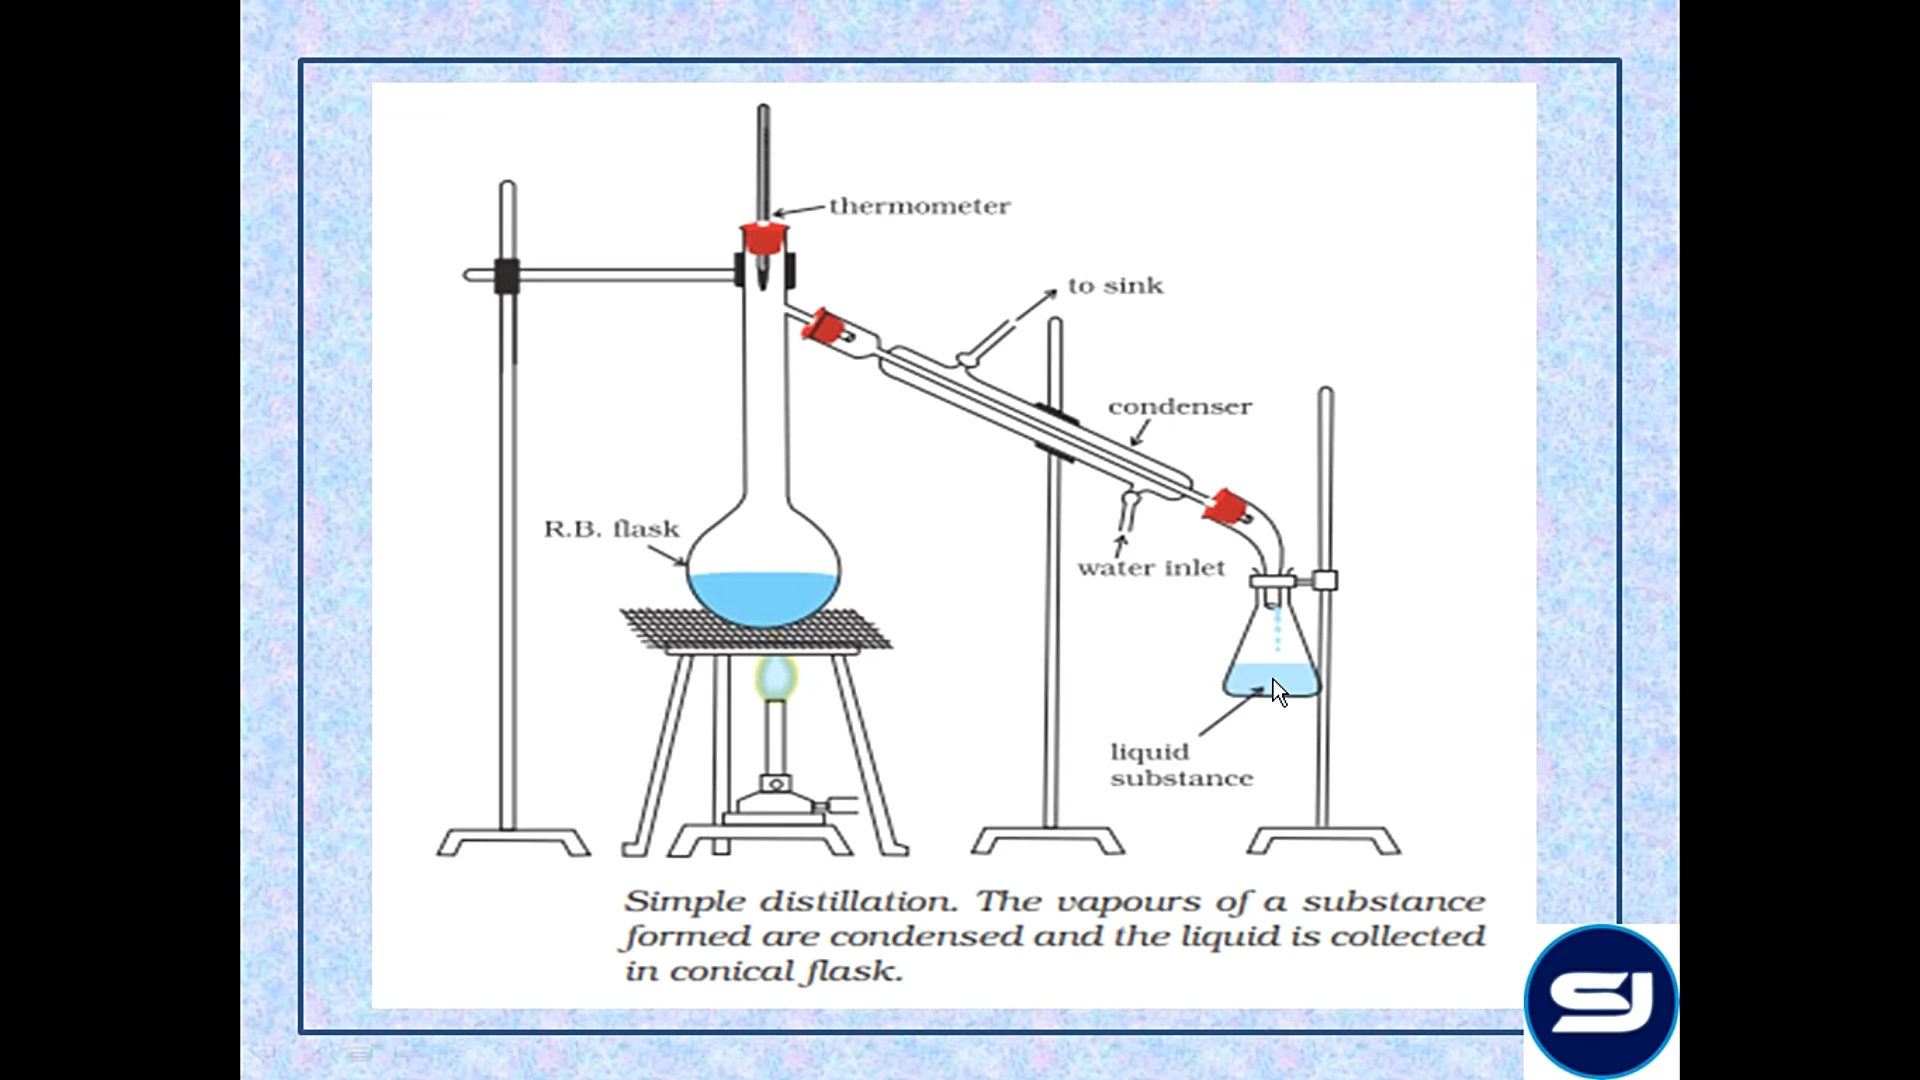 thermometer
to sink
condenser
R.B. flask
water inlet
liquid
substance
Simple distillation. The vapours of a substance
formed are condensed and the liquid is collected
in conical flask.
SJ